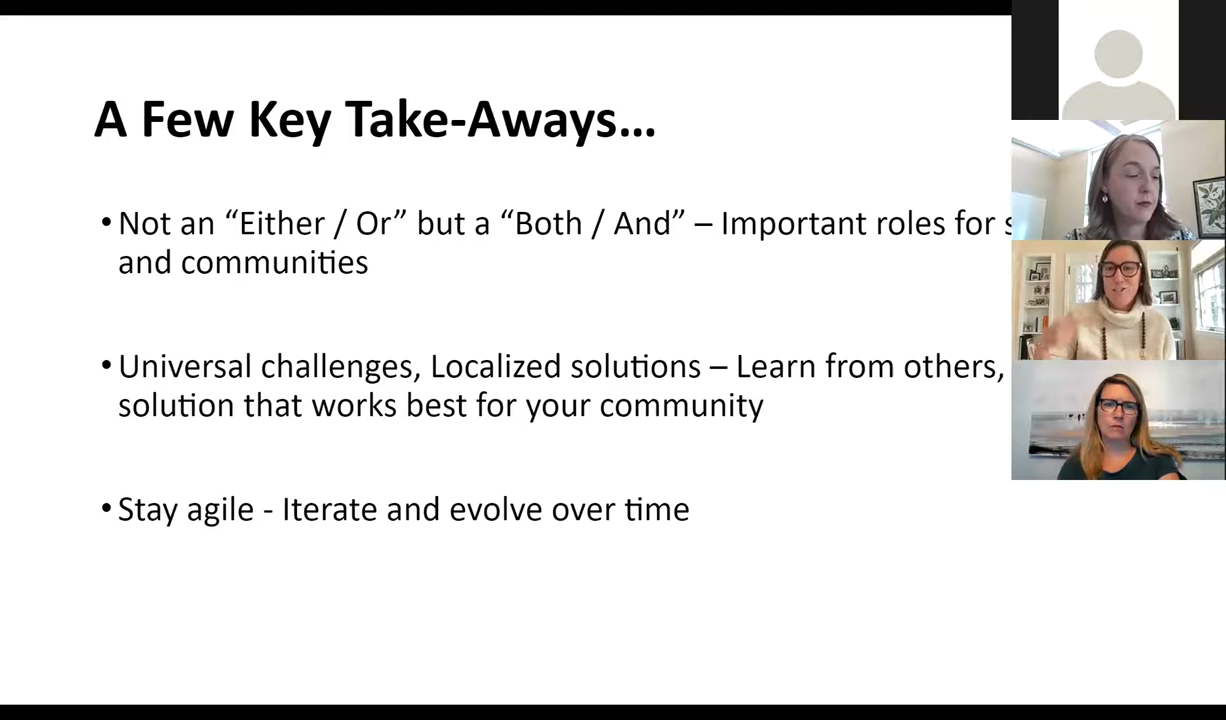 A Few Key Take-Aways...
• Not an “Either / Or” but a “Both / And” – Important roles for
and communities
• Universal challenges, Localized solutions – Learn from others,
solution that works best for your community
• Stay agile - Iterate and evolve over time